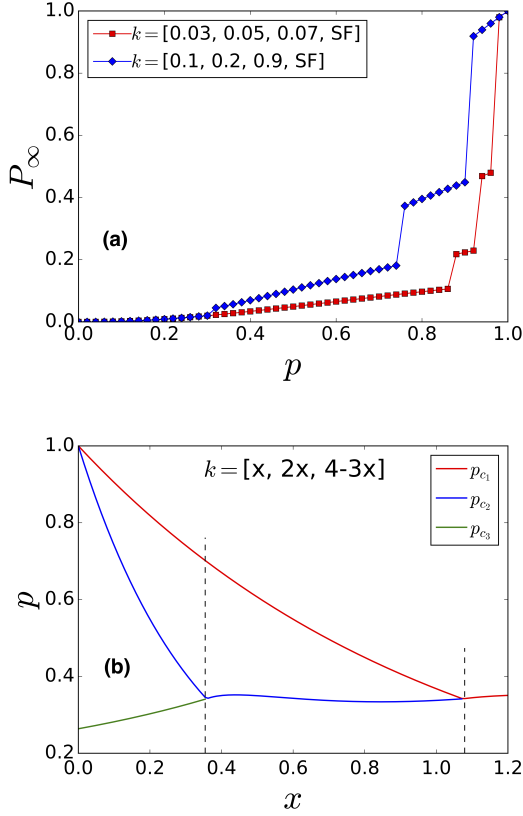 1.0
0.8
0.6
0.4
0.2
0.0
P∞
k = [0.03, 0.05, 0.07, SF]
k = [0.1, 0.2, 0.9, SF]
(a)
0.0 0.2 0.4 0.6 0.8 1.0
p
1.0
0.8
0.6
0.4
0.2
p
k = [x, 2x, 4-3x]
pc1
pc2
pc3
(b)
0.0 0.2 0.4 0.6 0.8 1.0 1.2
x